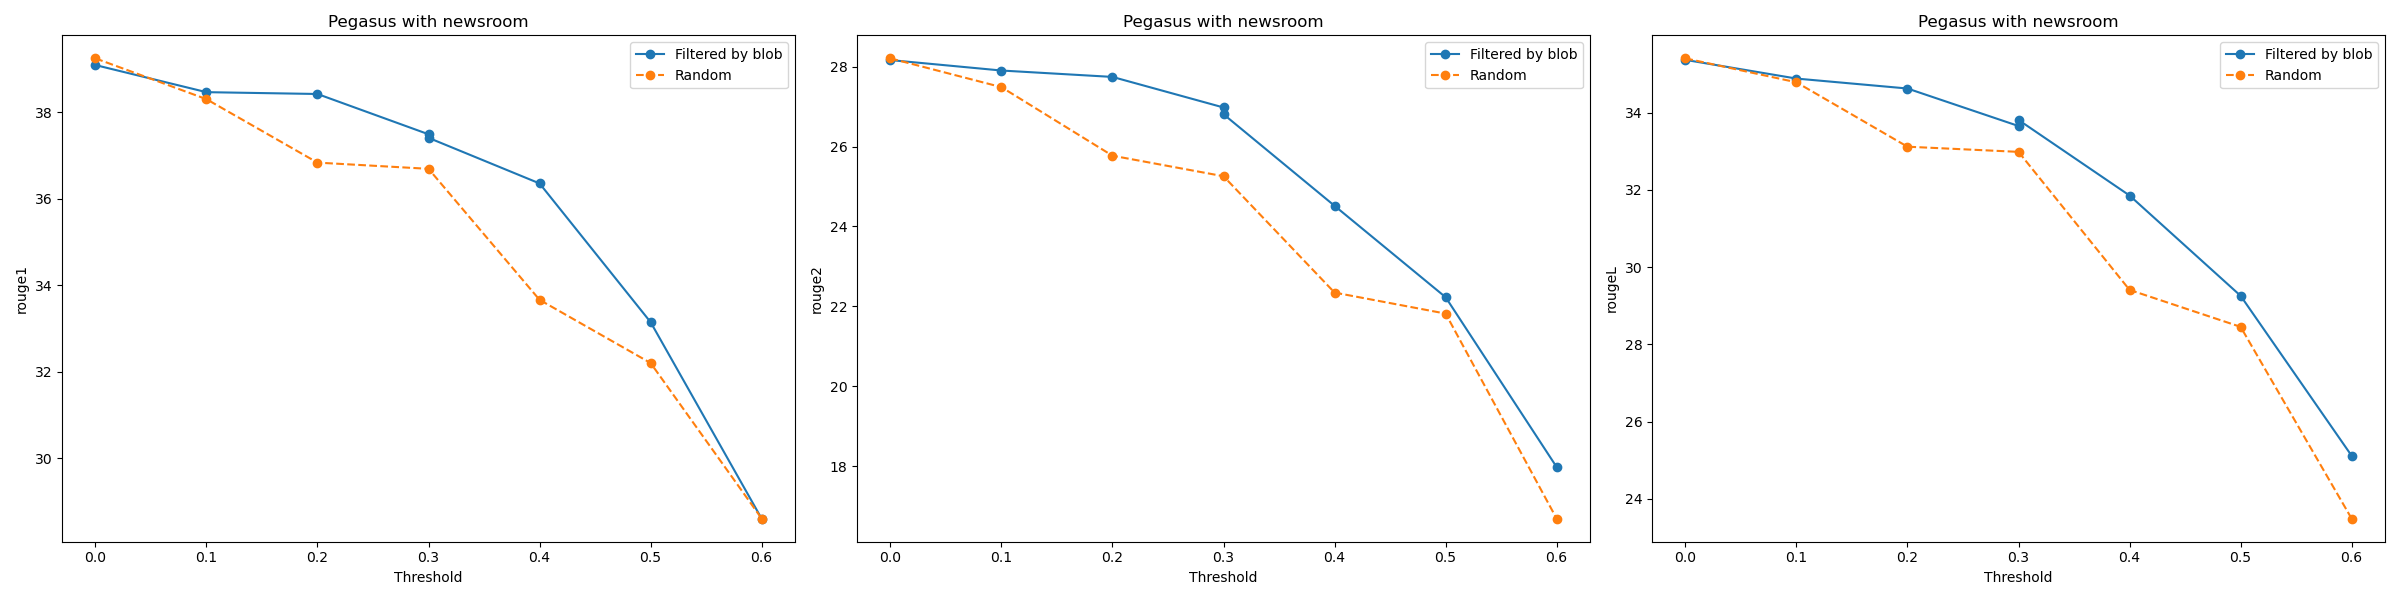 Pegasus with newsroom
Filtered by blob
Random
38
36
34
32
30
rouge1
0.0 0.1 0.2 0.3 0.4 0.5 0.6
Threshold
Pegasus with newsroom
Filtered by blob
Random
28
26
24
22
20
18
rouge2
0.0 0.1 0.2 0.3 0.4 0.5 0.6
Threshold
Pegasus with newsroom
Filtered by blob
Random
34
32
30
28
26
24
rougeL
0.0 0.1 0.2 0.3 0.4 0.5 0.6
Threshold